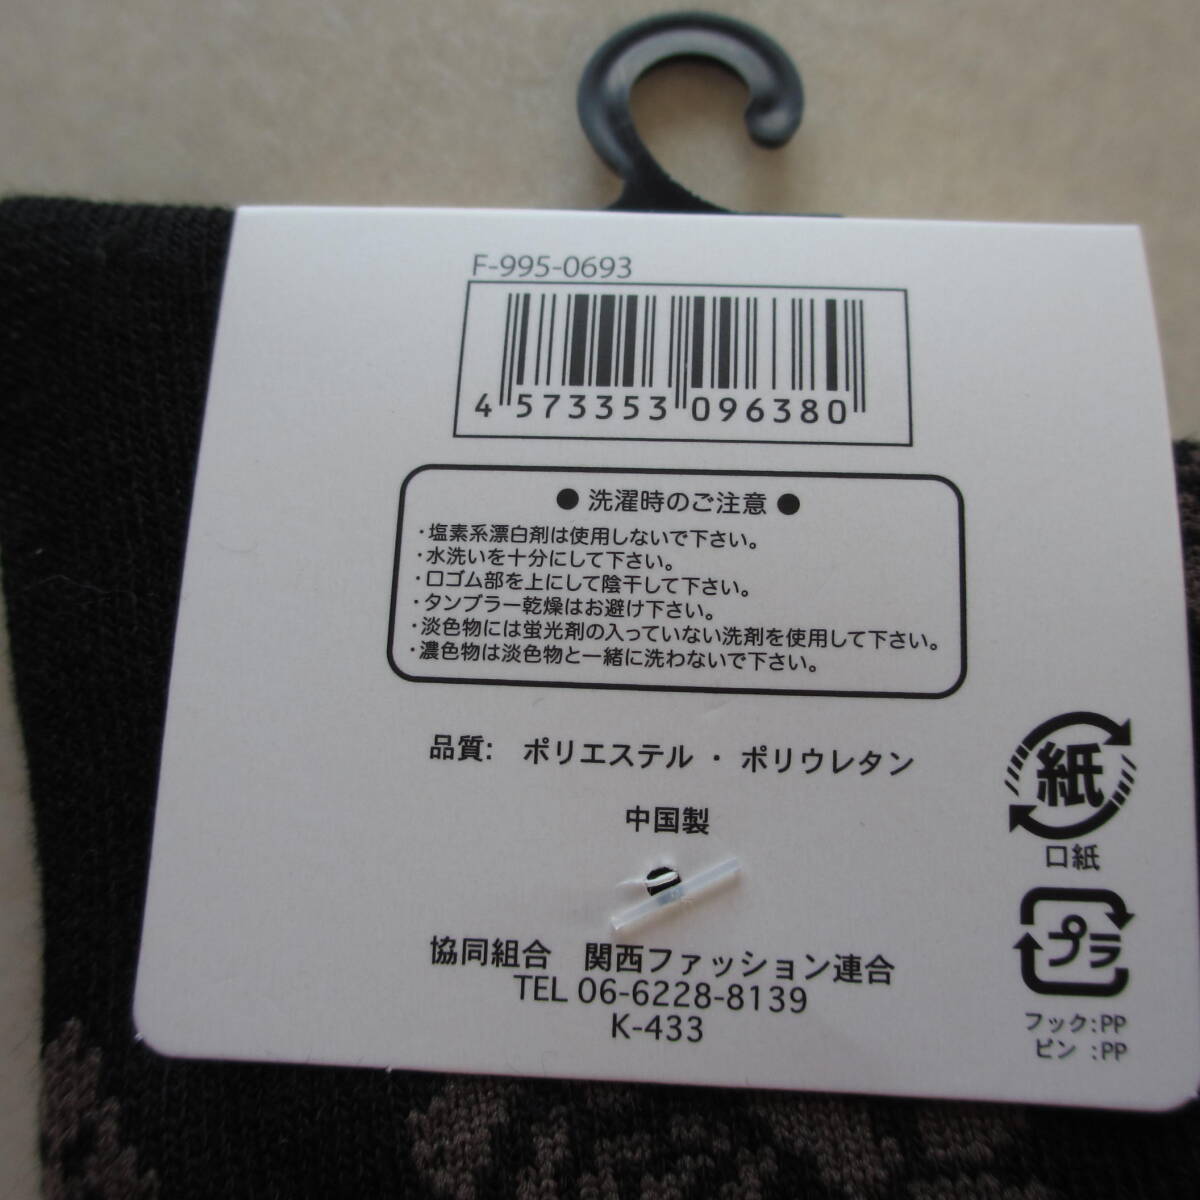 F-995-0693
4 573353 096380
● 洗濯時のご注意 ●
・塩素系漂白剤は使用しないで下さい。
・水洗いを十分にして下さい。
・口ゴム部を上にして陰干して下さい。
・タンブラー乾燥はお避け下さい。
・淡色物には蛍光剤の入っていない洗剤を使用して下さい。
・濃色物は淡色物と一緒に洗わないで下さい。
品質: ポリエステル ・ ポリウレタン
中国製
紙
口紙
プラ
フック:PP
ピン :PP
協同組合 関西ファッション連合
TEL 06-6228-8139
K-433